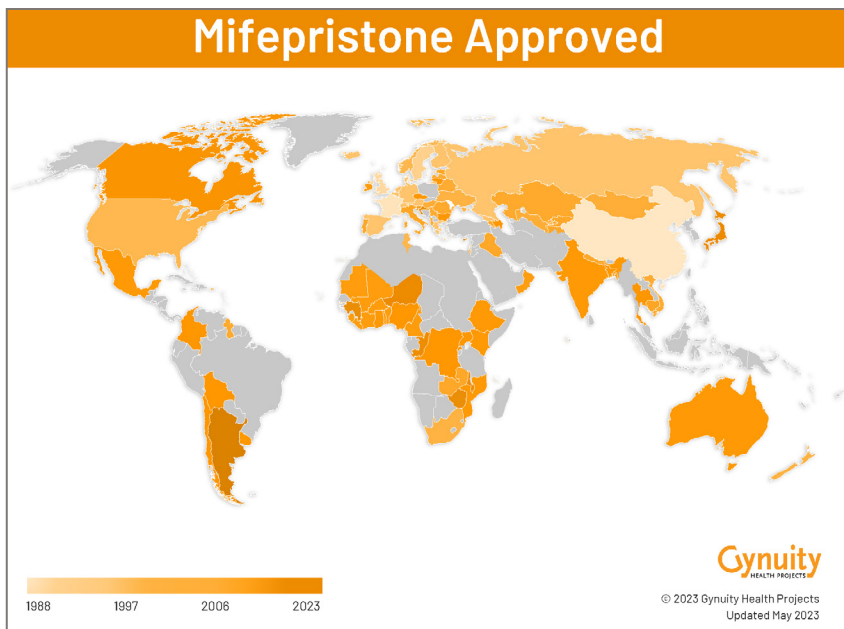 Mifepristone Approved
1988 1997 2006 2023
Gynuity
HEALTH PROJECTS
© 2023 Gynuity Health Projects
Updated May 2023